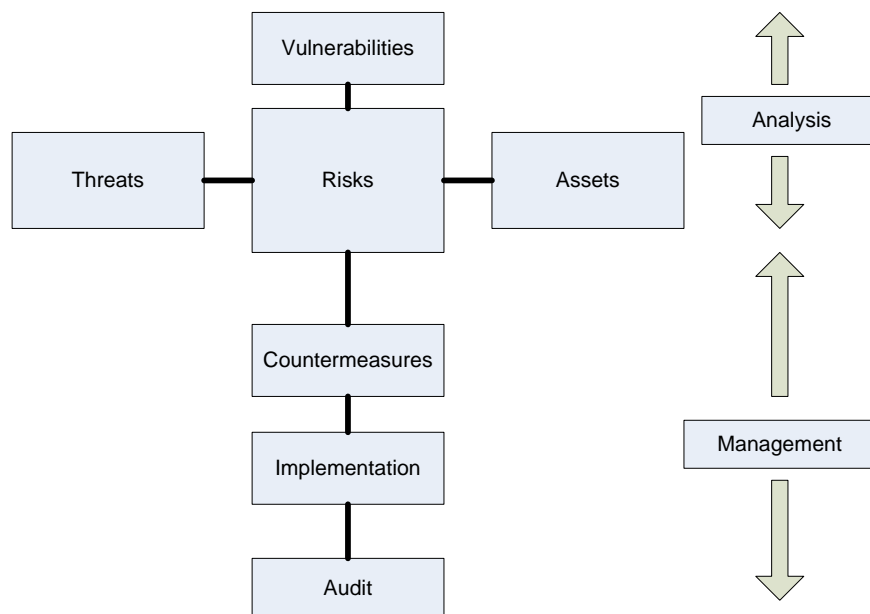 Vulnerabilities
Analysis
Threats
Risks
Assets
Countermeasures
Management
Implementation
Audit